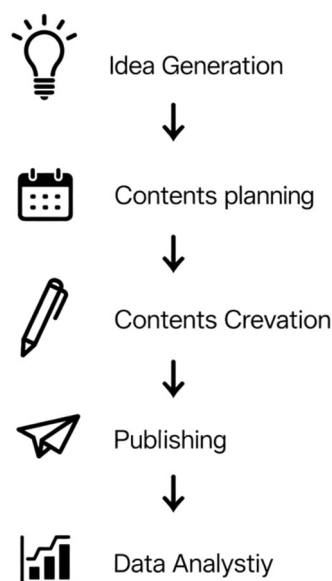 Idea Generation
Contents planning
Contents Crevation
Publishing
Data Analystiy